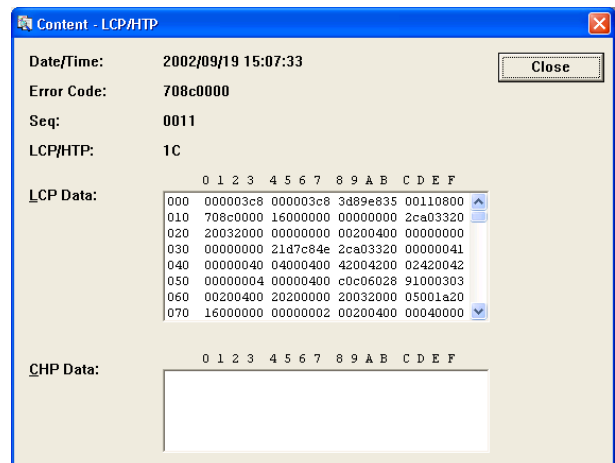 Content - LCP/HTP
Date/Time: 2002/09/19 15:07:33
Close
Error Code: 708c0000
Seq: 0011
LCP/HTP: 1C
0 1 2 3 4 5 6 7 8 9 A B C D E F
LCP Data:
000 000003c8 000003c8 3d89e835 00110800
010 708c0000 16000000 00000000 2ca03320
020 20032000 00000000 00200400 00000000
030 00000000 21d7c84e 2ca03320 00000041
040 00000040 04000400 42004200 02420042
050 00000004 00000400 c0c06028 91000303
060 00200400 20200000 20032000 05001a20
070 16000000 00000002 00200400 00040000
0 1 2 3 4 5 6 7 8 9 A B C D E F
CHP Data: